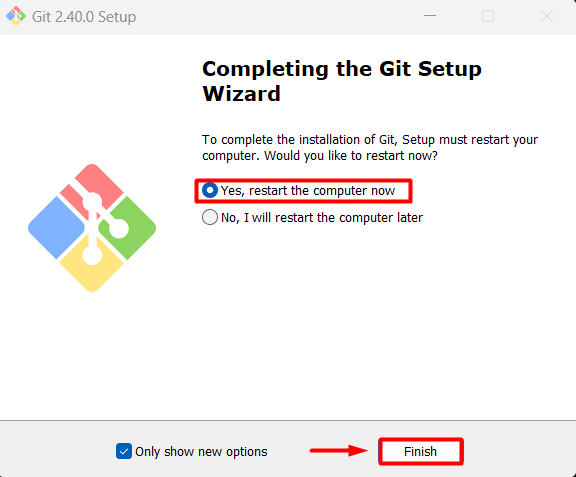 Git 2.40.0 Setup
Completing the Git Setup
Wizard
To complete the installation of Git, Setup must restart your
computer. Would you like to restart now?
Yes, restart the computer now
No, I will restart the computer later
Only show new options
Finish